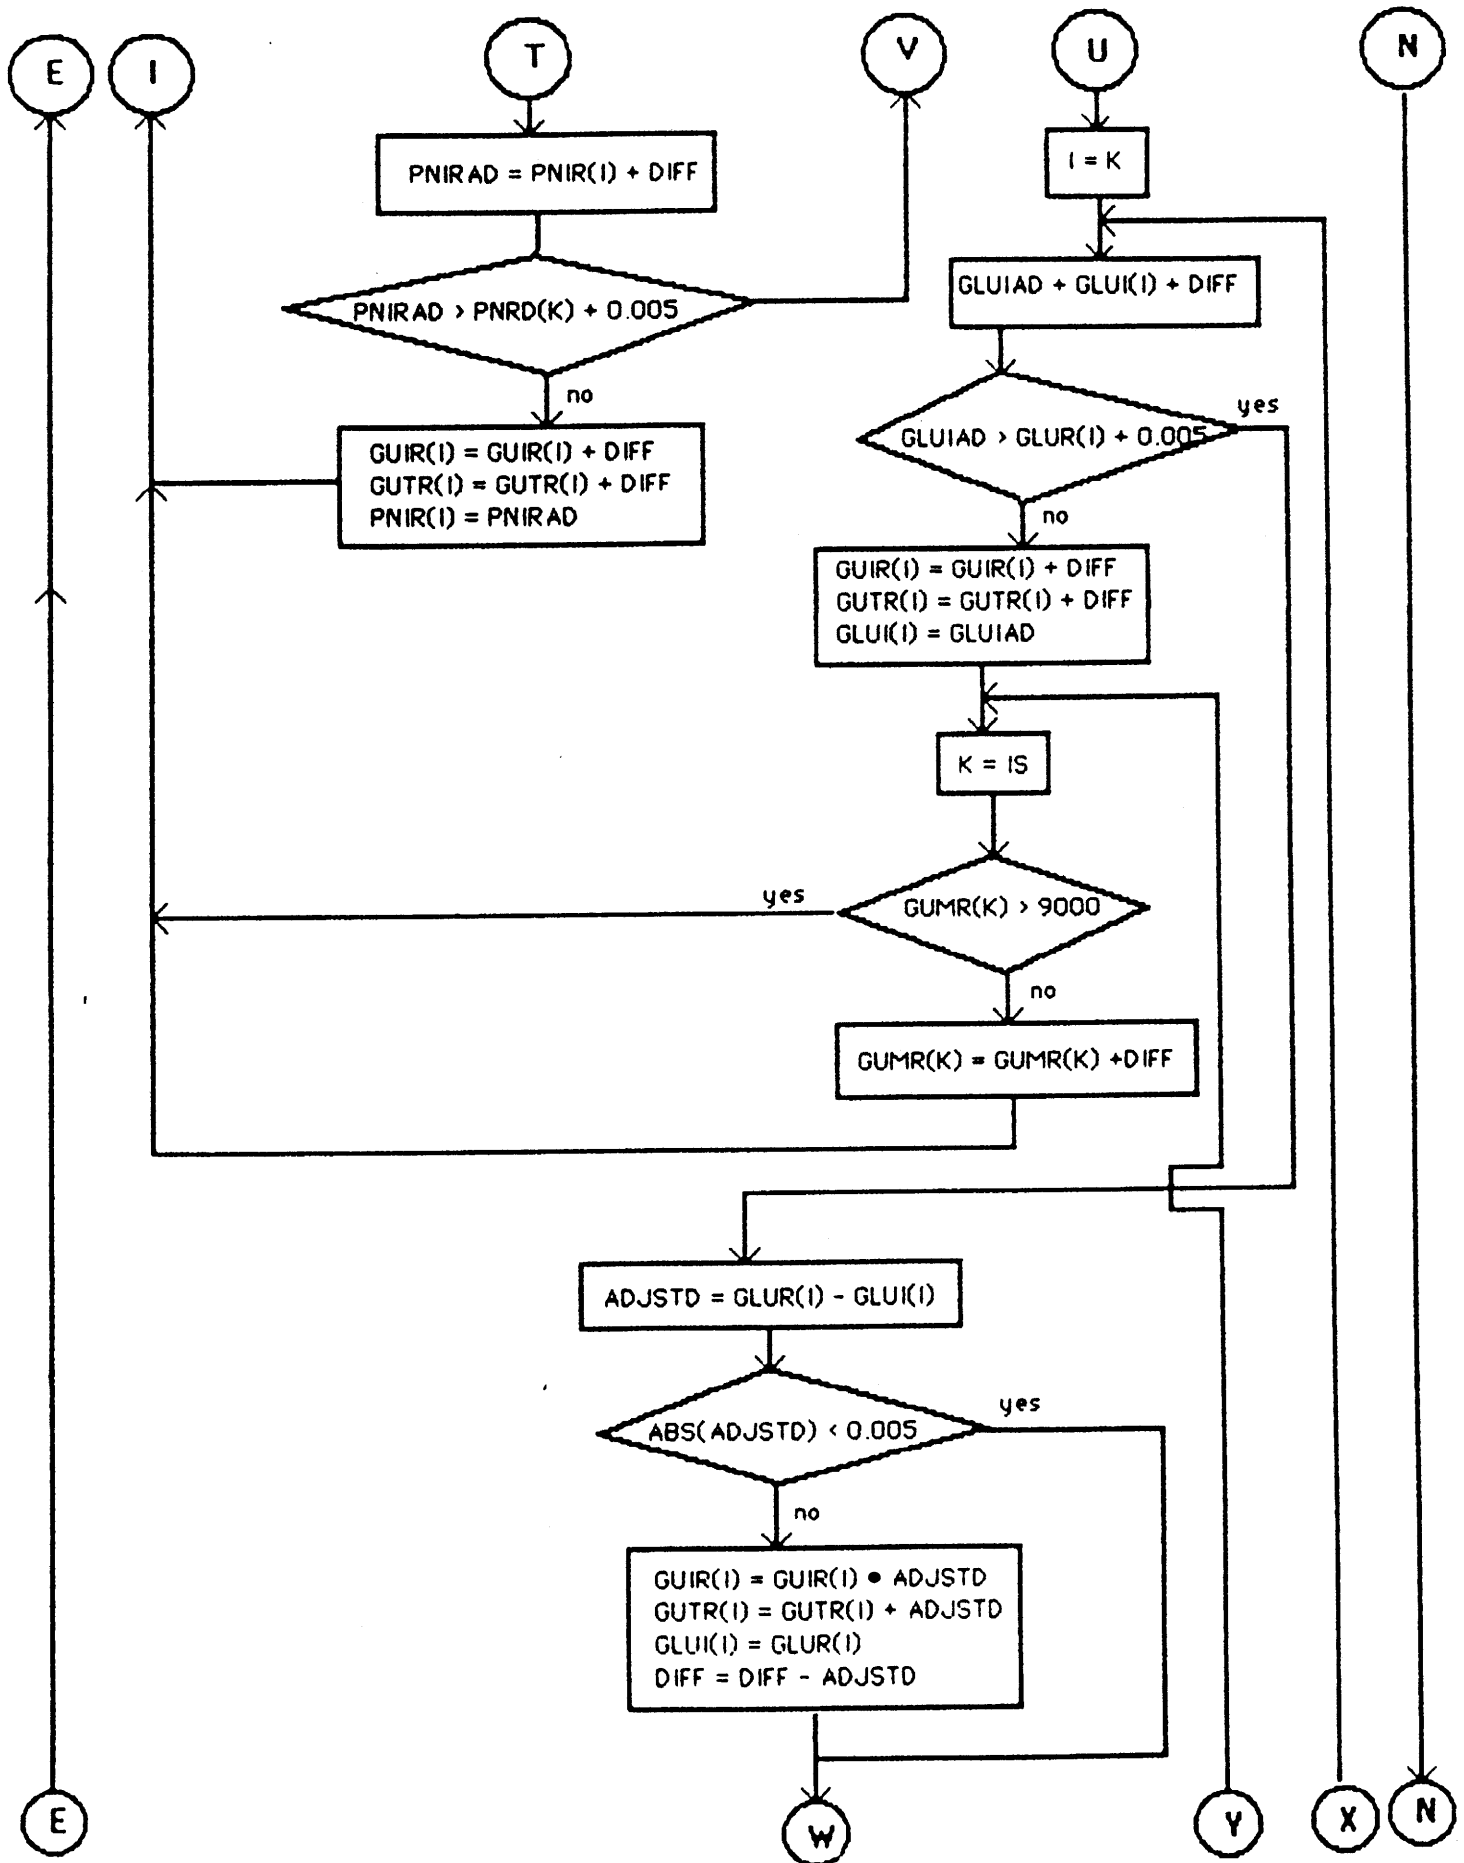 E
I
T
V
U
N
PNIRAD = PNIR(I) + DIFF
I = K
PNIRAD > PNRD(K) + 0.005
GLUIAD + GLUI(I) + DIFF
no
yes
GLUIAD > GLUR(I) + 0.005
GUIR(I) = GUIR(I) + DIFF
GUTR(I) = GUTR(I) + DIFF
PNIR(I) = PNIRAD
no
GUIR(I) = GUIR(I) + DIFF
GUTR(I) = GUTR(I) + DIFF
GLUI(I) = GLUIAD
K = IS
yes
GUMR(K) > 9000
no
GUMR(K) = GUMR(K) +DIFF
ADJSTD = GLUR(I) - GLUI(I)
yes
ABS(ADJSTD) < 0.005
no
GUIR(I) = GUIR(I) • ADJSTD
GUTR(I) = GUTR(I) + ADJSTD
GLUI(I) = GLUR(I)
DIFF = DIFF - ADJSTD
E
W
Y
X
N